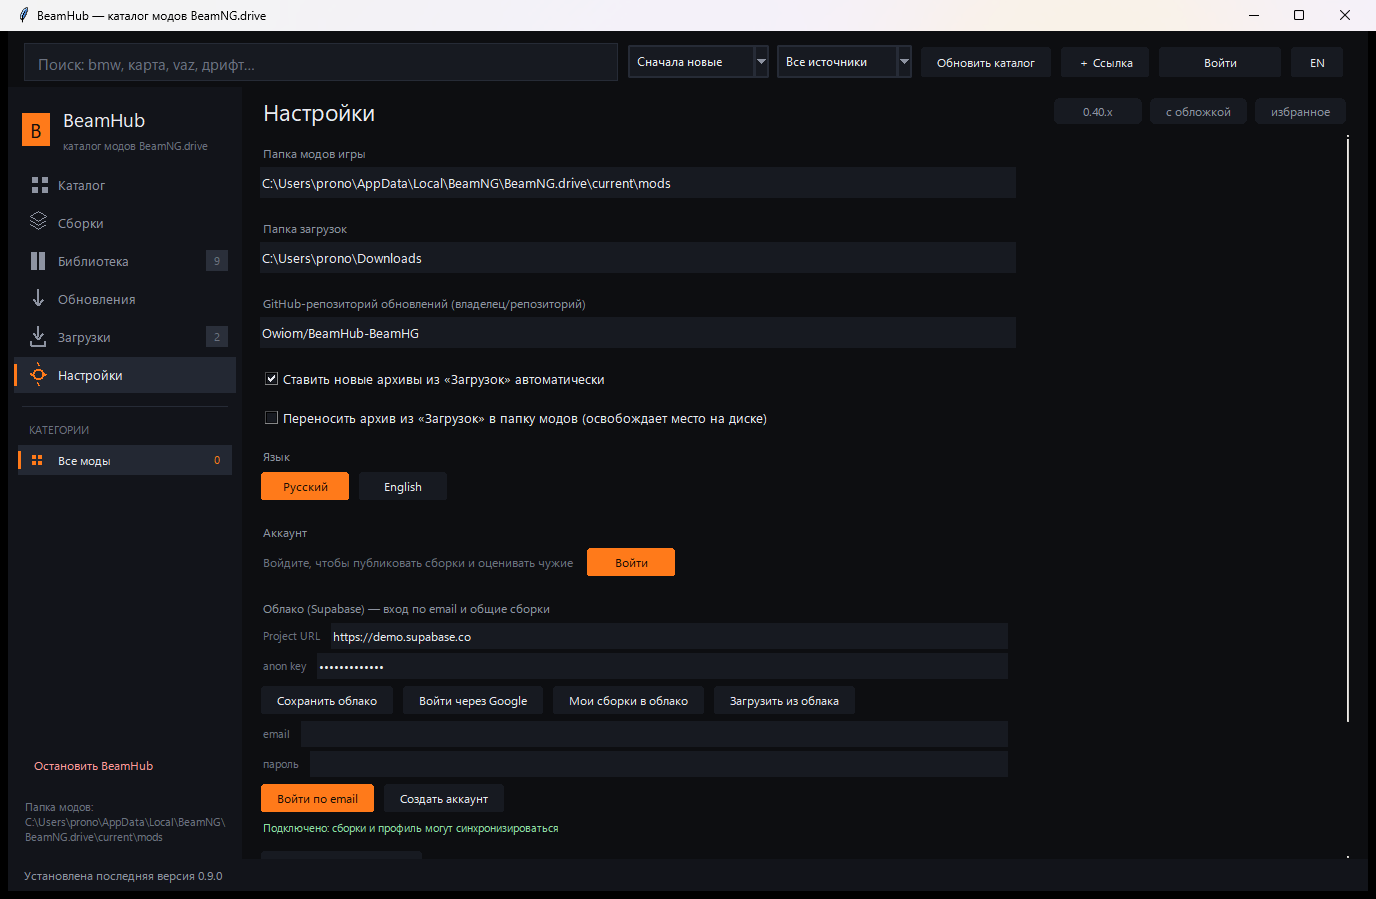 BeamHub — каталог модов BeamNG.drive
Поиск: bmw, карта, vaz, дрифт...
Сначала новые
Все источники
Обновить каталог
+ Ссылка
Войти
EN
B
BeamHub
каталог модов BeamNG.drive
Каталог
Сборки
Библиотека 9
Обновления
Загрузки 2
Настройки
КАТЕГОРИИ
Все моды 0
Остановить BeamHub
Папка модов:
C:\Users\prono\AppData\Local\BeamNG\
BeamNG.drive\current\mods
Настройки
0.40.x
с обложкой
избранное
Папка модов игры
C:\Users\prono\AppData\Local\BeamNG\BeamNG.drive\current\mods
Папка загрузок
C:\Users\prono\Downloads
GitHub-репозиторий обновлений (владелец/репозиторий)
Owiom/BeamHub-BeamHG
Ставить новые архивы из «Загрузок» автоматически
Переносить архив из «Загрузок» в папку модов (освобождает место на диске)
Язык
Русский
English
Аккаунт
Войдите, чтобы публиковать сборки и оценивать чужие
Войти
Облако (Supabase) — вход по email и общие сборки
Project URL https://demo.supabase.co
anon key •••••••••••••
Сохранить облако
Войти через Google
Мои сборки в облако
Загрузить из облака
email
пароль
Войти по email
Создать аккаунт
Подключено: сборки и профиль могут синхронизироваться
Установлена последняя версия 0.9.0